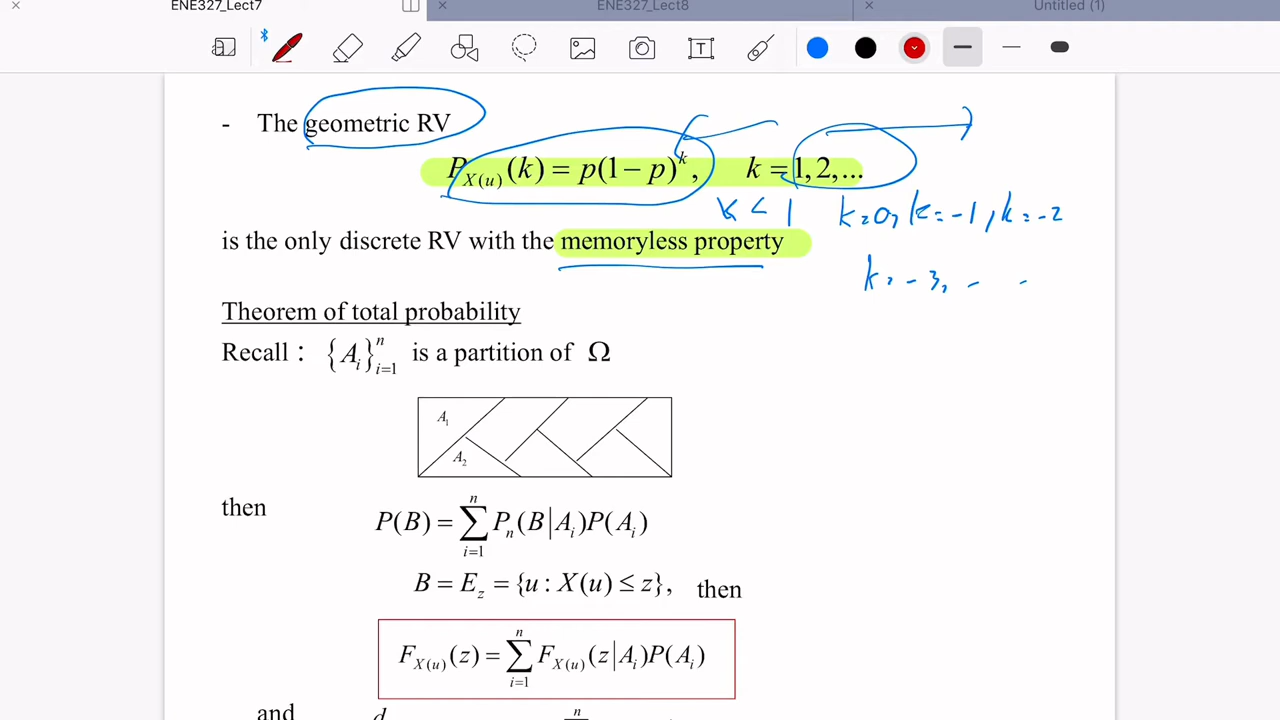 ENE327_Lect7 ENE327_Lect8 Untitled (1)
- The geometric RV
P_{X(u)}(k) = p(1 − p)^k, k = 1, 2, ...
k < 1 k=0, k=-1, k=-2
is the only discrete RV with the memoryless property
k=-3, - -
Theorem of total probability
Recall : {A_i}_{i=1}^n is a partition of Ω
A_1
A_2
then P(B) = ∑_{i=1}^n P_n(B|A_i)P(A_i)
B = E_z = {u : X(u) ≤ z}, then
F_{X(u)}(z) = ∑_{i=1}^n F_{X(u)}(z|A_i)P(A_i)
and d n